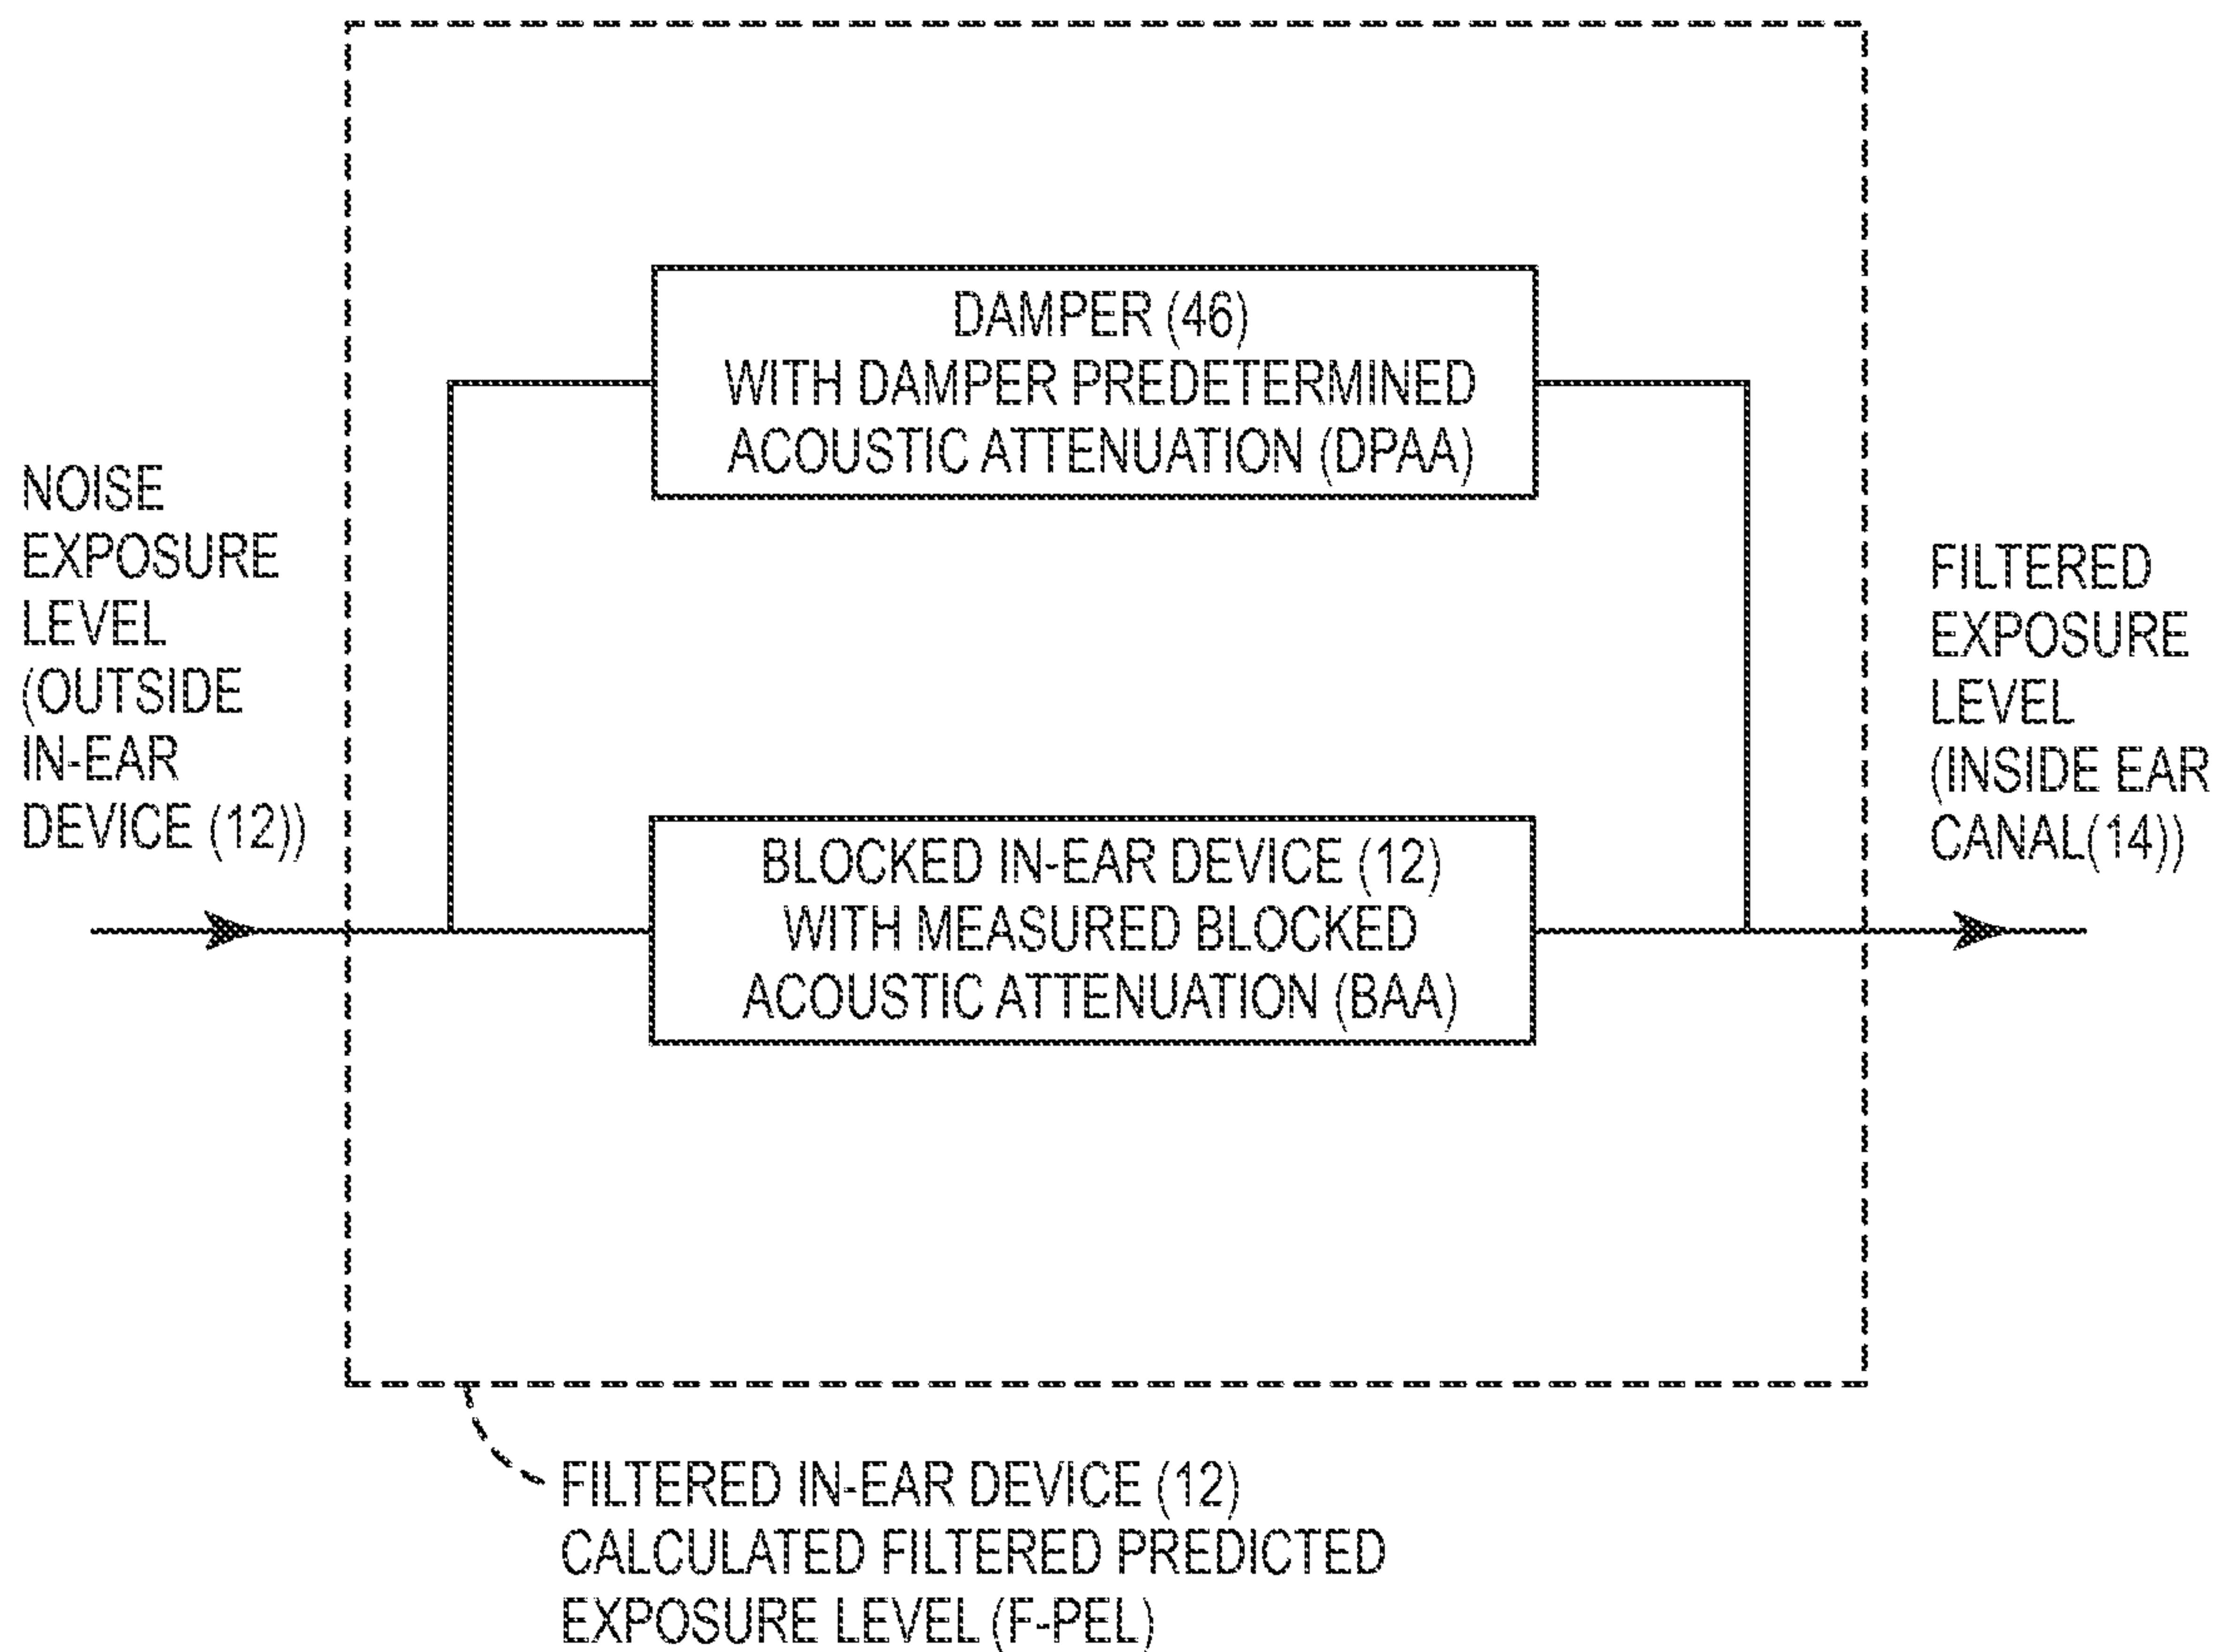 DAMPER (46)
WITH DAMPER PREDETERMINED
ACOUSTIC ATTENUATION (DPAA)
NOISE
EXPOSURE
LEVEL
(OUTSIDE
IN-EAR
DEVICE (12))
FILTERED
EXPOSURE
LEVEL
(INSIDE EAR
CANAL(14))
BLOCKED IN-EAR DEVICE (12)
WITH MEASURED BLOCKED
ACOUSTIC ATTENUATION (BAA)
FILTERED IN-EAR DEVICE (12)
CALCULATED FILTERED PREDICTED
EXPOSURE LEVEL (F-PEL)